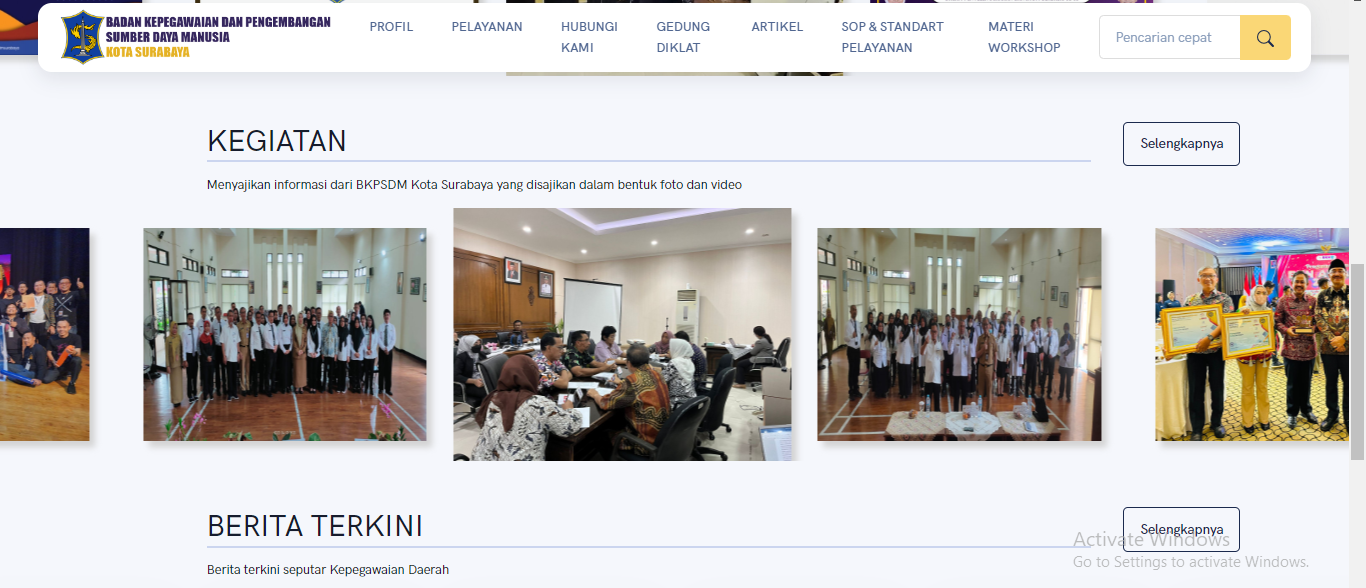 BADAN KEPEGAWAIAN DAN PENGEMBANGAN
SUMBER DAYA MANUSIA
KOTA SURABAYA
PROFIL
PELAYANAN
HUBUNGI
KAMI
GEDUNG
DIKLAT
ARTIKEL
SOP & STANDART
PELAYANAN
MATERI
WORKSHOP
Pencarian cepat
KEGIATAN
Selengkapnya
Menyajikan informasi dari BKPSDM Kota Surabaya yang disajikan dalam bentuk foto dan video
BERITA TERKINI
Selengkapnya
Berita terkini seputar Kepegawaian Daerah
Activate Windows
Go to Settings to activate Windows.